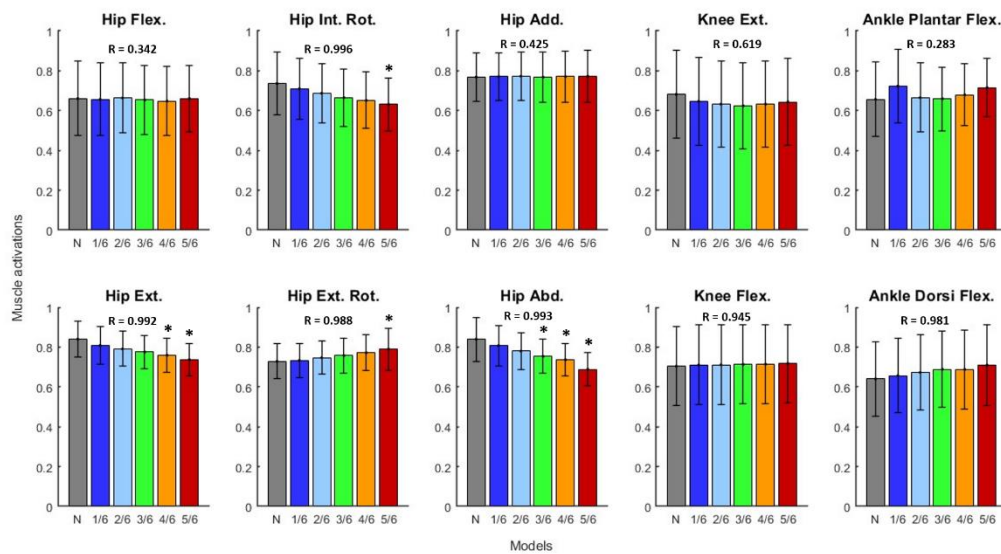 Hip Flex.
R = 0.342
1
0.8
0.6
0.4
0.2
0
N 1/6 2/6 3/6 4/6 5/6
Hip Int. Rot.
R = 0.996
*
1
0.8
0.6
0.4
0.2
0
N 1/6 2/6 3/6 4/6 5/6
Hip Add.
R = 0.425
1
0.8
0.6
0.4
0.2
0
N 1/6 2/6 3/6 4/6 5/6
Knee Ext.
R = 0.619
1
0.8
0.6
0.4
0.2
0
N 1/6 2/6 3/6 4/6 5/6
Ankle Plantar Flex.
R = 0.283
1
0.8
0.6
0.4
0.2
0
N 1/6 2/6 3/6 4/6 5/6
Muscle activations
Hip Ext.
R = 0.992
* *
1
0.8
0.6
0.4
0.2
0
N 1/6 2/6 3/6 4/6 5/6
Hip Ext. Rot.
R = 0.988
*
1
0.8
0.6
0.4
0.2
0
N 1/6 2/6 3/6 4/6 5/6
Hip Abd.
R = 0.993
* * *
1
0.8
0.6
0.4
0.2
0
N 1/6 2/6 3/6 4/6 5/6
Knee Flex.
R = 0.945
1
0.8
0.6
0.4
0.2
0
N 1/6 2/6 3/6 4/6 5/6
Ankle Dorsi Flex.
R = 0.981
1
0.8
0.6
0.4
0.2
0
N 1/6 2/6 3/6 4/6 5/6
Models